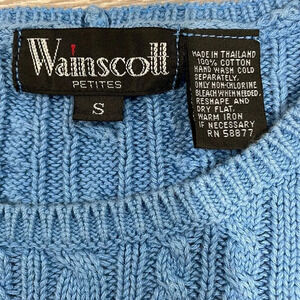 Wainscott
PETITES
S
MADE IN THAILAND
100% COTTON
HAND WASH COLD
SEPARATELY.
ONLY NON-CHLORINE
BLEACH WHEN NEEDED.
RESHAPE AND
DRY FLAT.
WARM IRON
IF NECESSARY
RN 58877